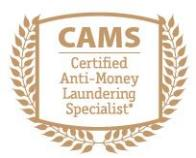 CAMS
Certified
Anti-Money
Laundering
Specialist®